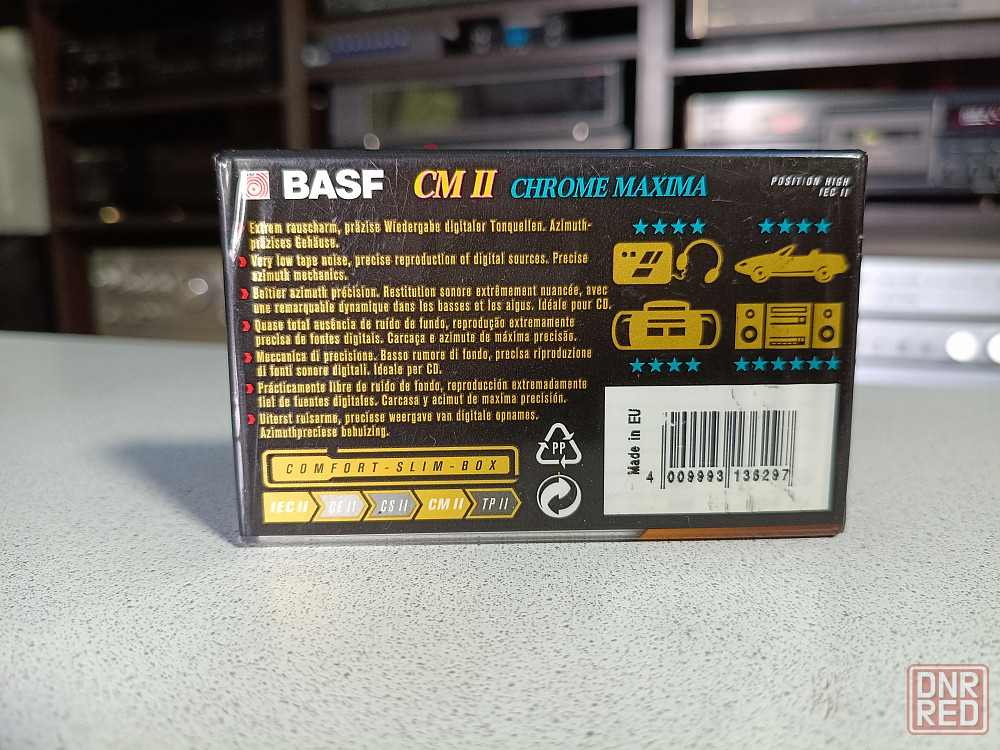 BASF CM II CHROME MAXIMA
POSITION HIGH
IEC II
Extrem rauscharm, präzise Wiedergabe digitaler Tonquellen. Azimuth-
präzises Gehäuse.
Very low tape noise, precise reproduction of digital sources. Precise
azimuth mechanics.
Boîtier azimuth précision. Restitution sonore extrêmement nuancée, avec
une remarquable dynamique dans les basses et les aigus. Idéale pour CD.
Quase total ausência de ruído de fundo, reprodução extremamente
precisa de fontes digitais. Carcaça e azimute de máxima precisão.
Meccanica di precisione. Basso rumore di fondo, precisa riproduzione
di fonti sonore digitali. Ideale per CD.
Prácticamente libre de ruido de fondo, reproducción extremadamente
fiel de fuentes digitales. Carcasa y acimut de maxima precisión.
Uiterst ruisarme, preciese weergave van digitale opnames.
Azimuthpreciese behuizing.
COMFORT-SLIM-BOX
IEC II CE II CS II CM II TP II
PP
Made in EU
4 009993 136297
DNR
RED